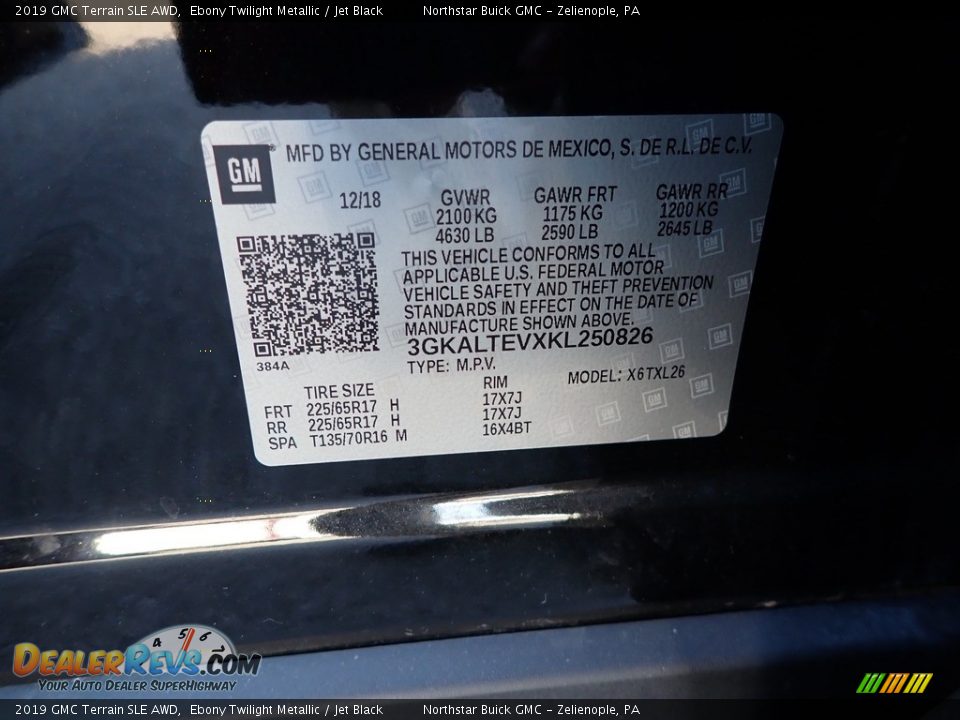 2019 GMC Terrain SLE AWD, Ebony Twilight Metallic / Jet Black Northstar Buick GMC - Zelienople, PA
GM MFD BY GENERAL MOTORS DE MEXICO, S. DE R.L. DE C.V.
12/18 GVWR GAWR FRT GAWR RR
2100 KG 1175 KG 1200 KG
4630 LB 2590 LB 2645 LB
THIS VEHICLE CONFORMS TO ALL
APPLICABLE U.S. FEDERAL MOTOR
VEHICLE SAFETY AND THEFT PREVENTION
STANDARDS IN EFFECT ON THE DATE OF
MANUFACTURE SHOWN ABOVE.
3GKALTEVXKL250826
384A TYPE: M.P.V. MODEL: X6TXL26
TIRE SIZE RIM
FRT 225/65R17 H 17X7J
RR 225/65R17 H 17X7J
SPA T135/70R16 M 16X4BT
4 5 6
DealerRevs.com
Your Auto Dealer SuperHighway
2019 GMC Terrain SLE AWD, Ebony Twilight Metallic / Jet Black Northstar Buick GMC - Zelienople, PA